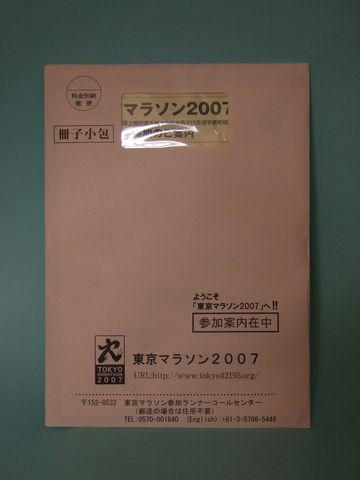 料金別納
郵便
マラソン2007
加のご案内
冊子小包
ようこそ
「東京マラソン2007」へ!!
参加案内在中
TOKYO
MARATHON
2007
東京マラソン2007
URL:http://www.tokyo42195.org/
〒152-8532 東京マラソン参加ランナーコールセンター
(郵送の場合は住所不要)
TEL:0570-001840 (English):+81-3-5796-5446